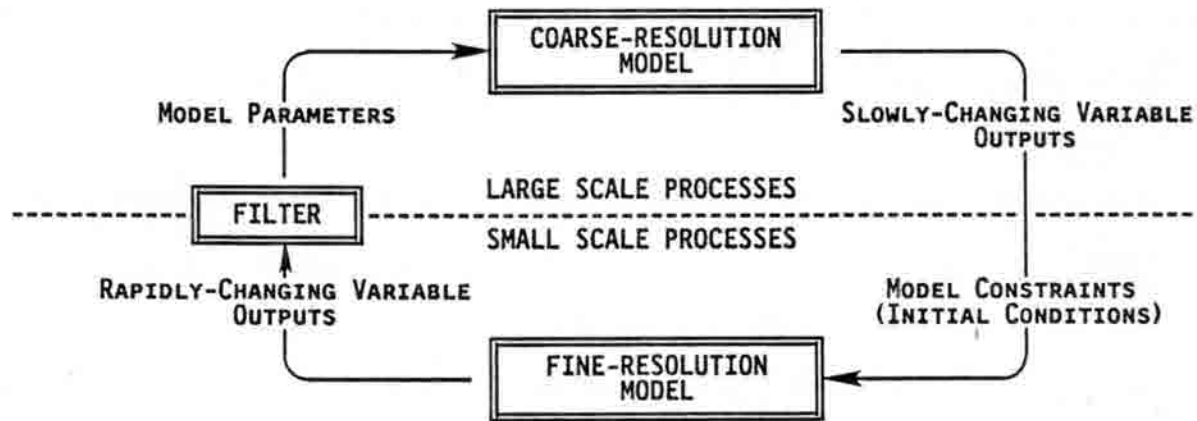 COARSE-RESOLUTION
MODEL
MODEL PARAMETERS
SLOWLY-CHANGING VARIABLE
OUTPUTS
LARGE SCALE PROCESSES
FILTER
SMALL SCALE PROCESSES
RAPIDLY-CHANGING VARIABLE
OUTPUTS
MODEL CONSTRAINTS
(INITIAL CONDITIONS)
FINE-RESOLUTION
MODEL